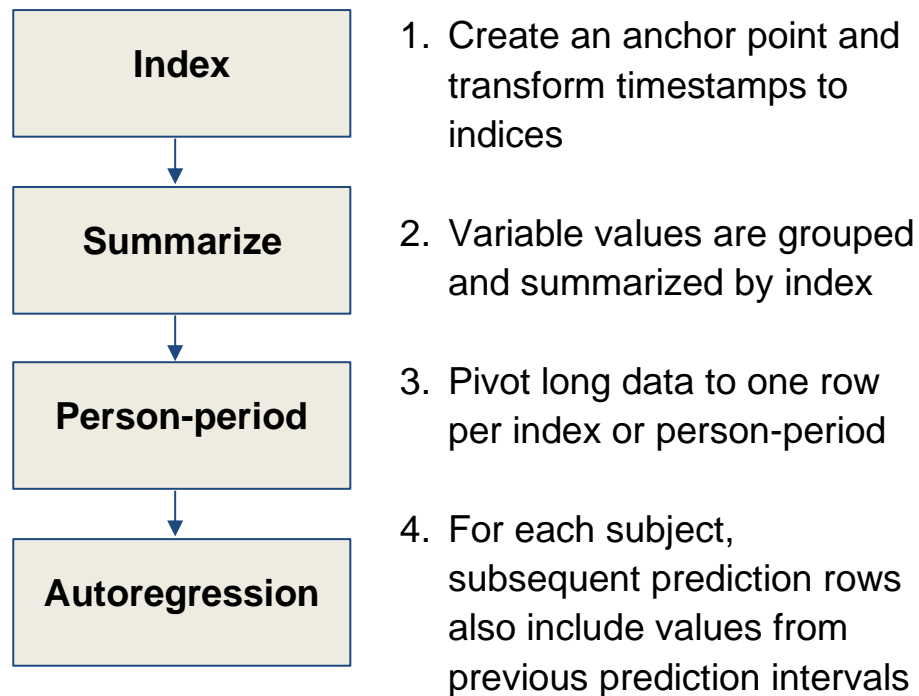 Index
1. Create an anchor point and
transform timestamps to
indices
Summarize
2. Variable values are grouped
and summarized by index
Person-period
3. Pivot long data to one row
per index or person-period
Autoregression
4. For each subject,
subsequent prediction rows
also include values from
previous prediction intervals